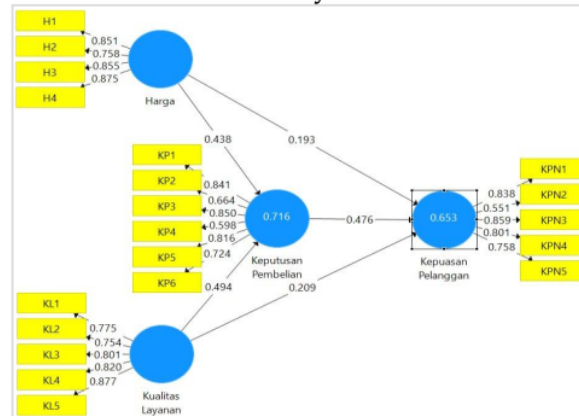 H1
H2
H3
H4
0.851
0.758
0.855
0.875
Harga
0.438
0.193
KP1
KP2
KP3
KP4
KP5
KP6
0.841
0.664
0.850
0.598
0.816
0.724
0.716
Keputusan
Pembelian
0.476
0.653
Kepuasan
Pelanggan
0.838
0.551
0.859
0.801
0.758
KPN1
KPN2
KPN3
KPN4
KPN5
0.494
0.209
KL1
KL2
KL3
KL4
KL5
0.775
0.754
0.801
0.820
0.877
Kualitas
Layanan